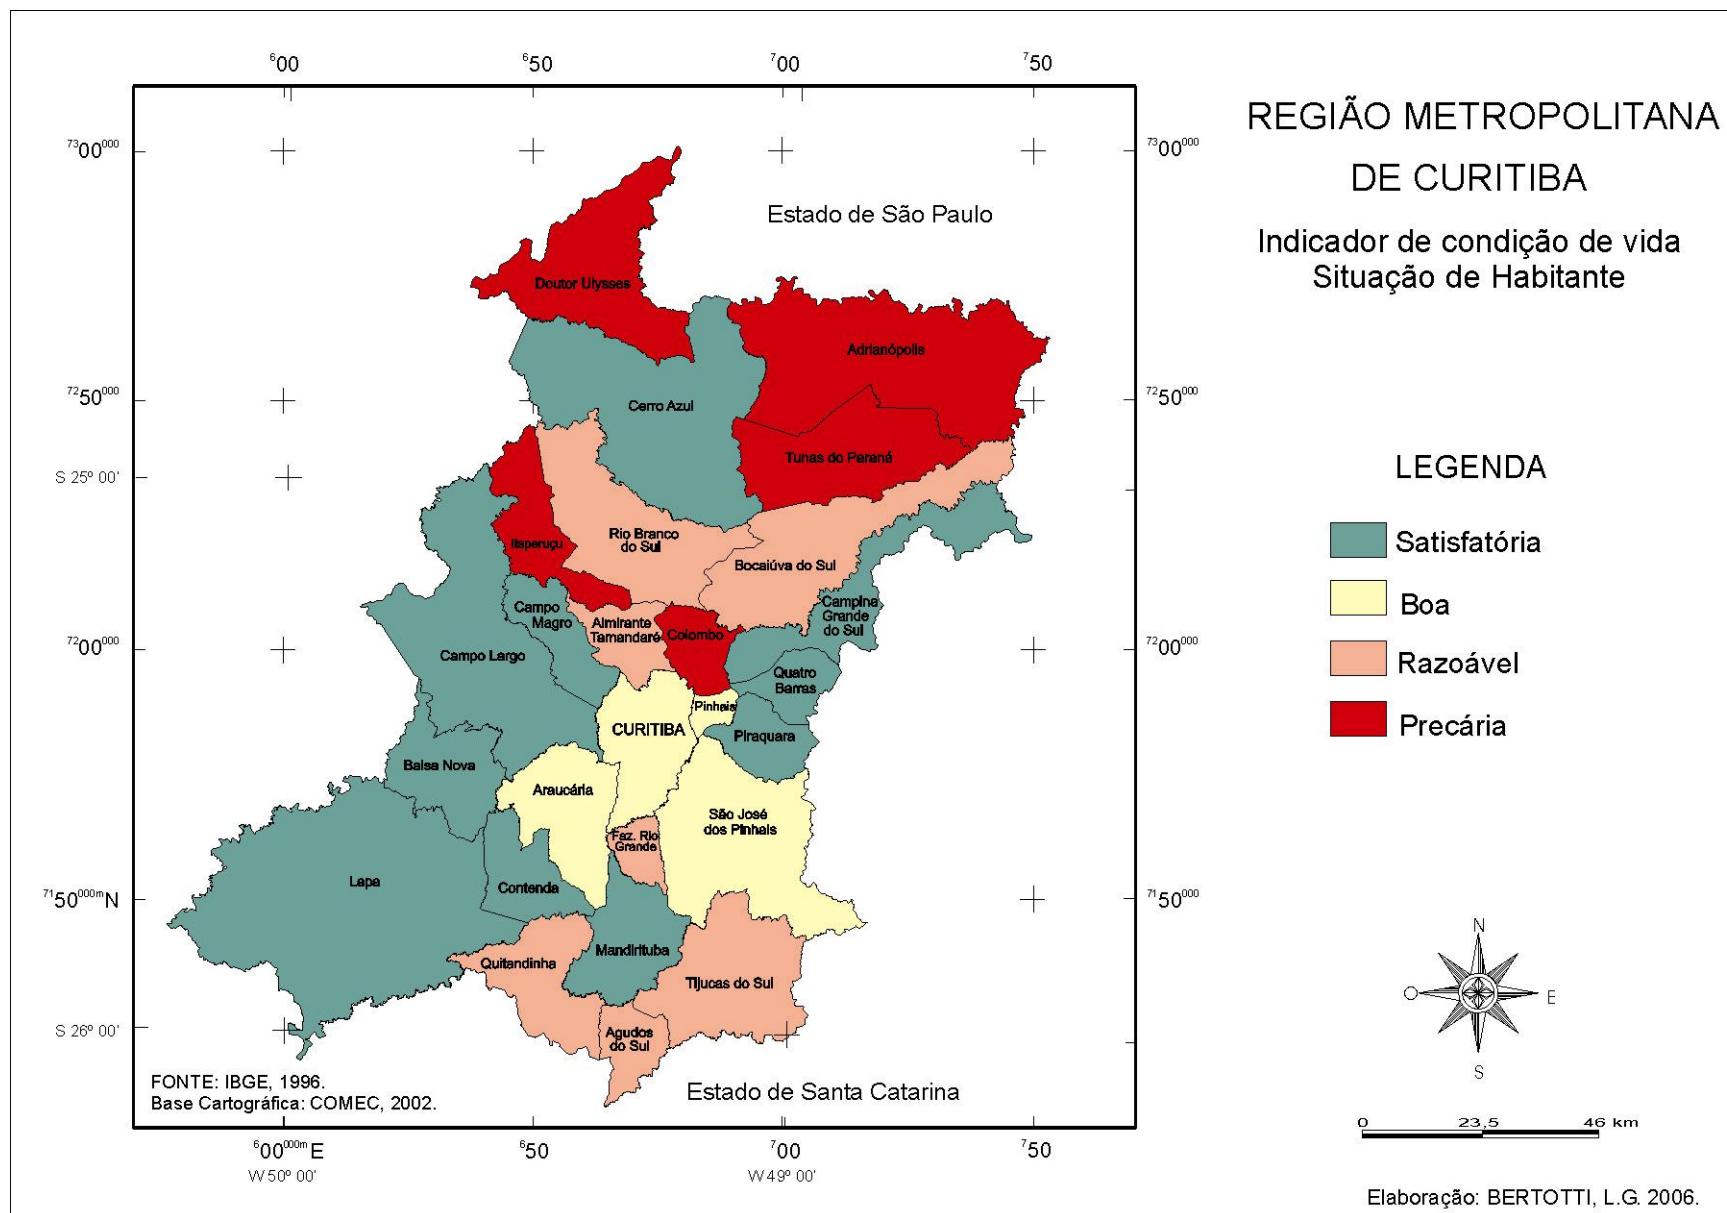 ⁶00 ⁶50 ⁷00 ⁷50
REGIÃO METROPOLITANA
DE CURITIBA
Indicador de condição de vida
Situação de Habitante
⁷³00⁰⁰⁰
⁷³00⁰⁰⁰
Estado de São Paulo
Doutor Ulysses
Adrianópolis
⁷²50⁰⁰⁰
⁷²50⁰⁰⁰
Cerro Azul
Tunas do Paraná
S 25º 00'
LEGENDA
Satisfatória
Boa
Razoável
Precária
Itaperuçu
Rio Branco
do Sul
Bocaiúva do Sul
Campo
Magro
Almirante
Tamandaré
Colombo
Campina
Grande
do Sul
⁷²00⁰⁰⁰
⁷²00⁰⁰⁰
Campo Largo
Quatro
Barras
Pinhais
CURITIBA
Piraquara
Balsa Nova
Araucária
São José
dos Pinhais
Faz. Rio
Grande
Lapa
Contenda
⁷¹50⁰⁰⁰ᵐN
⁷¹50⁰⁰⁰
Mandirituba
Quitandinha
Tijucas do Sul
S 26º 00'
Agudos
do Sul
FONTE: IBGE, 1996.
Base Cartográfica: COMEC, 2002.
Estado de Santa Catarina
⁶00⁰⁰⁰ᵐE ⁶50 ⁷00 ⁷50
W 50º 00' W 49º 00'
N
O E
S
0 23,5 46 km
Elaboração: BERTOTTI, L.G. 2006.